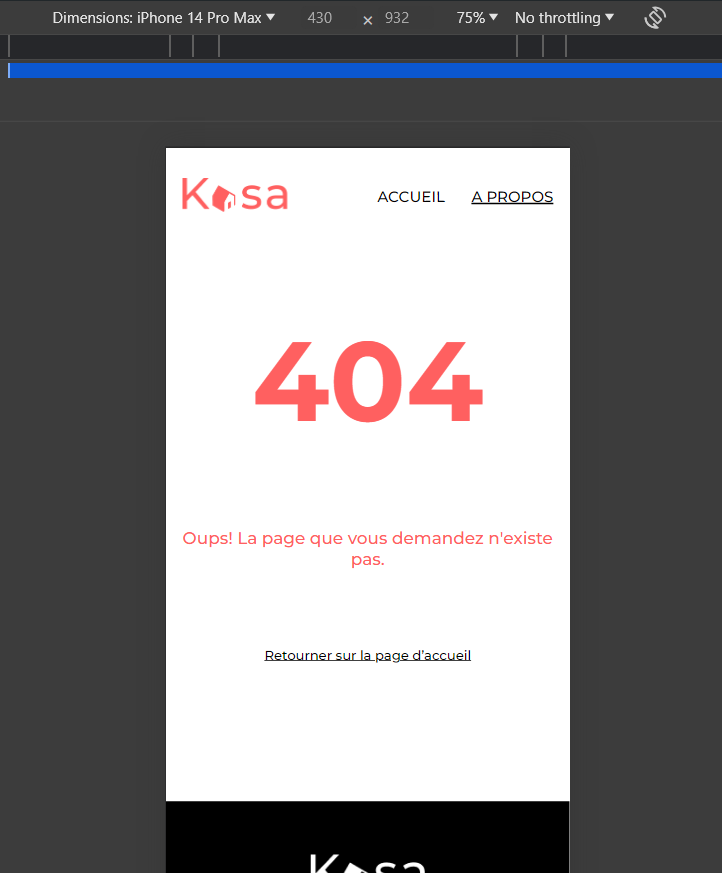 Dimensions: iPhone 14 Pro Max ▼ 430 × 932 75% ▼ No throttling ▼
Kasa ACCUEIL A PROPOS
404
Oups! La page que vous demandez n'existe
pas.
Retourner sur la page d’accueil
Kasa